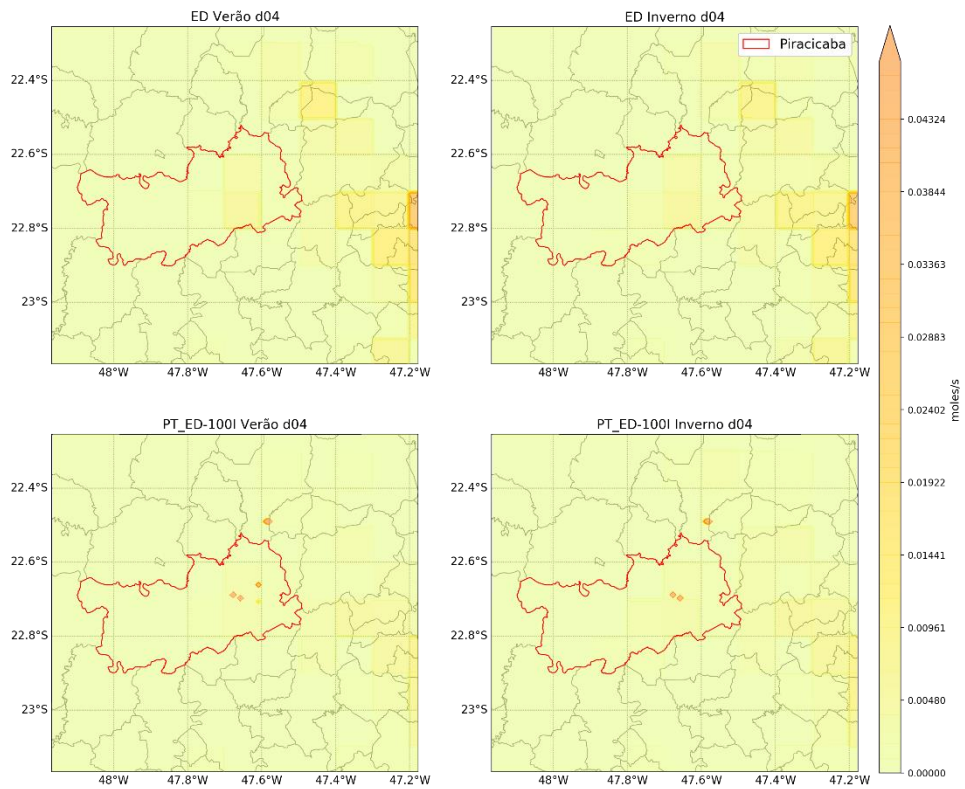 ED Verão d04
22.4°S
22.6°S
22.8°S
23°S
48°W
47.8°W
47.6°W
47.4°W
47.2°W
ED Inverno d04
Piracicaba
22.4°S
22.6°S
22.8°S
23°S
48°W
47.8°W
47.6°W
47.4°W
47.2°W
PT_ED-100I Verão d04
22.4°S
22.6°S
22.8°S
23°S
48°W
47.8°W
47.6°W
47.4°W
47.2°W
PT_ED-100I Inverno d04
22.4°S
22.6°S
22.8°S
23°S
48°W
47.8°W
47.6°W
47.4°W
47.2°W
0.04324
0.03844
0.03363
0.02883
0.02402
0.01922
0.01441
0.00961
0.00480
0.00000
moles/s